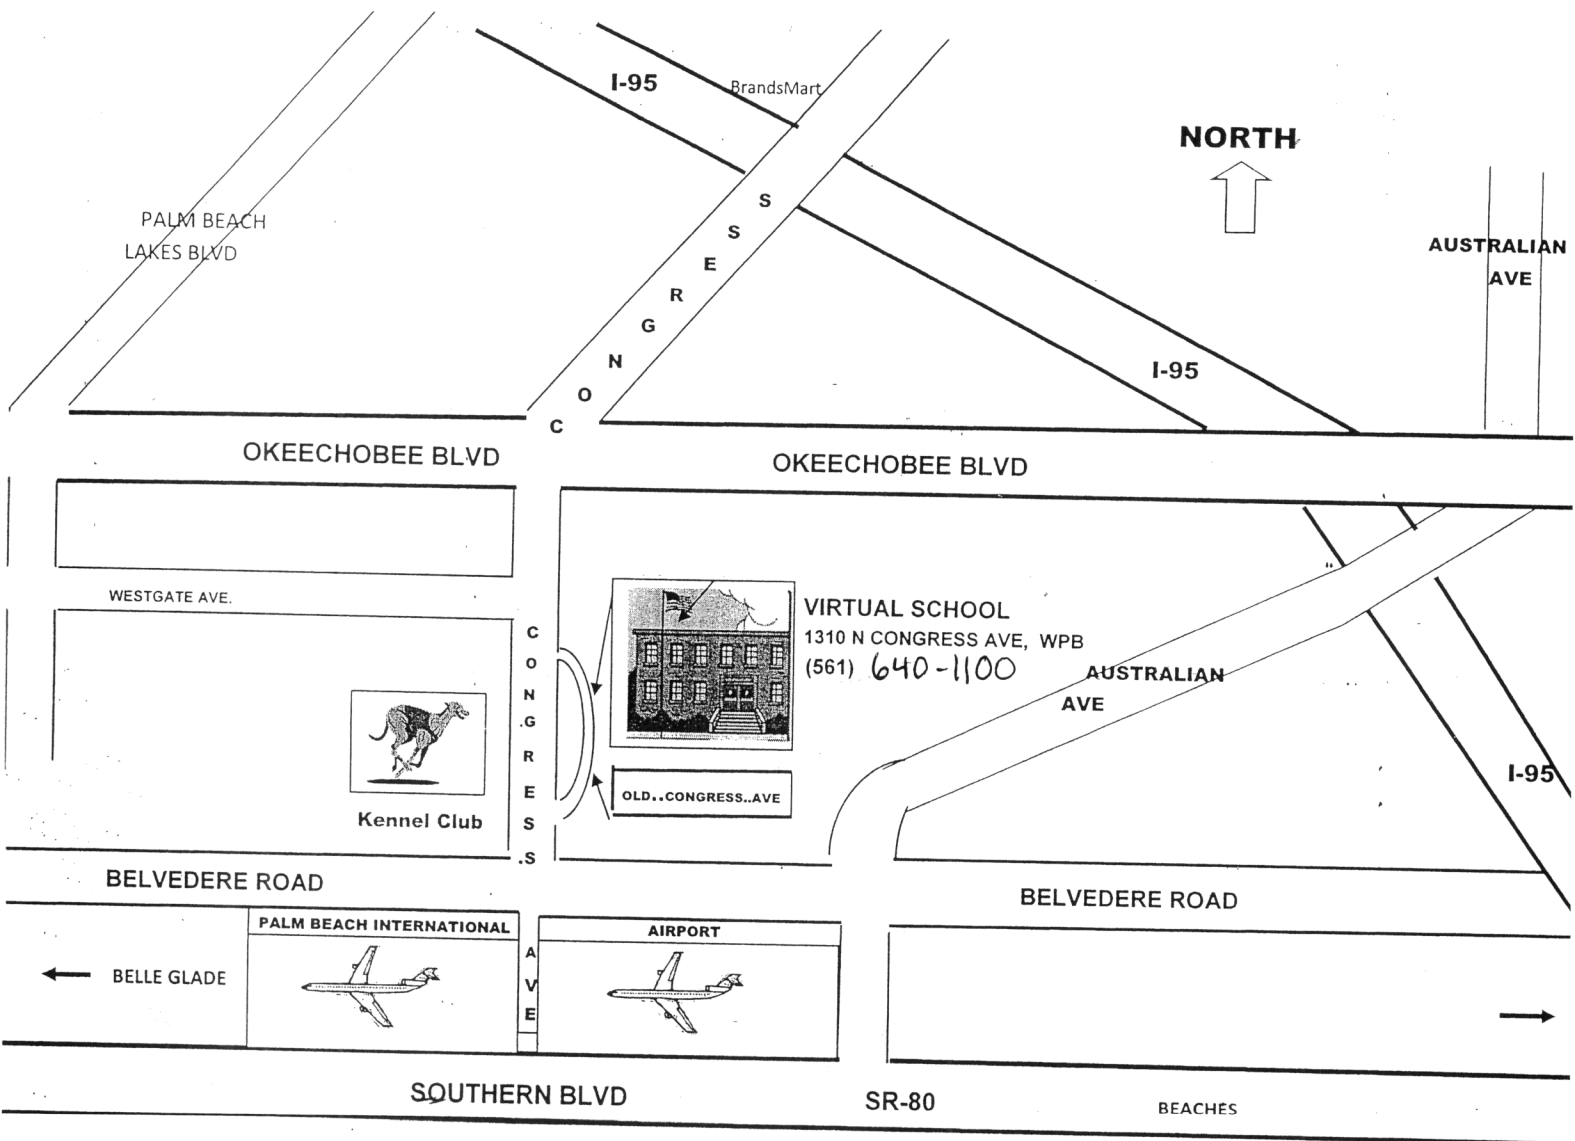 I-95
BrandsMart
NORTH
PALM BEACH
LAKES BLVD
AUSTRALIAN
AVE
CONGRESS
I-95
OKEECHOBEE BLVD
OKEECHOBEE BLVD
WESTGATE AVE.
VIRTUAL SCHOOL
1310 N CONGRESS AVE, WPB
(561) 640-1100
AUSTRALIAN
AVE
CON.GRES.S
I-95
OLD..CONGRESS..AVE
Kennel Club
BELVEDERE ROAD
BELVEDERE ROAD
PALM BEACH INTERNATIONAL
AIRPORT
AVE
BELLE GLADE
SOUTHERN BLVD
SR-80
BEACHES